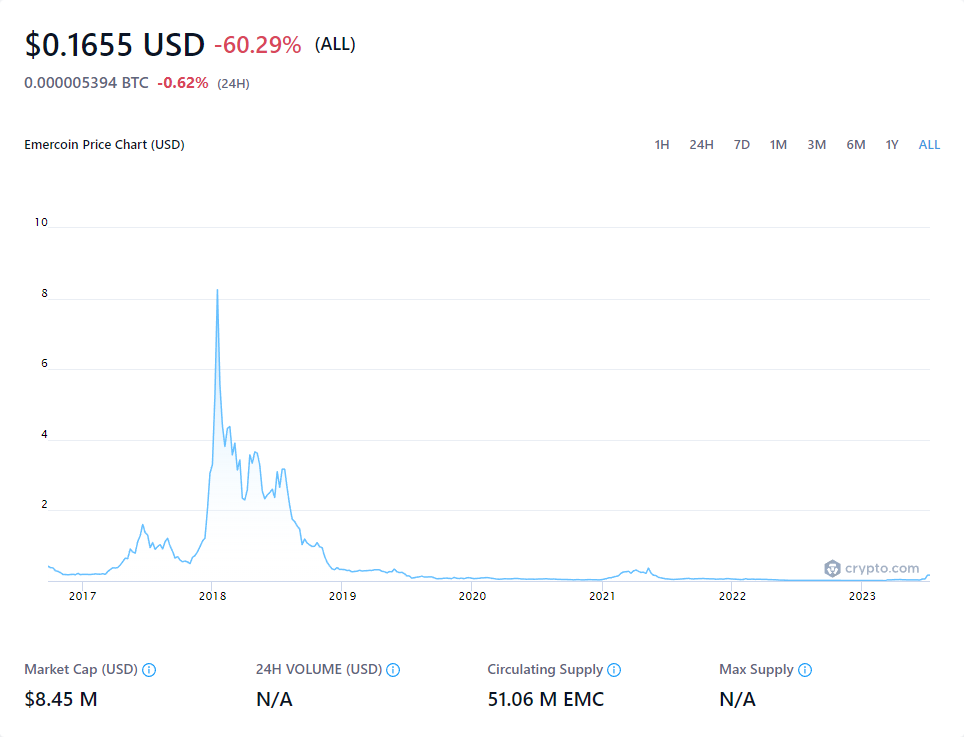 $0.1655 USD -60.29% (ALL)
0.000005394 BTC -0.62% (24H)
Emercoin Price Chart (USD) 1H 24H 7D 1M 3M 6M 1Y ALL
10
8
6
4
2
crypto.com
2017 2018 2019 2020 2021 2022 2023
Market Cap (USD) 24H VOLUME (USD) Circulating Supply Max Supply
$8.45 M N/A 51.06 M EMC N/A